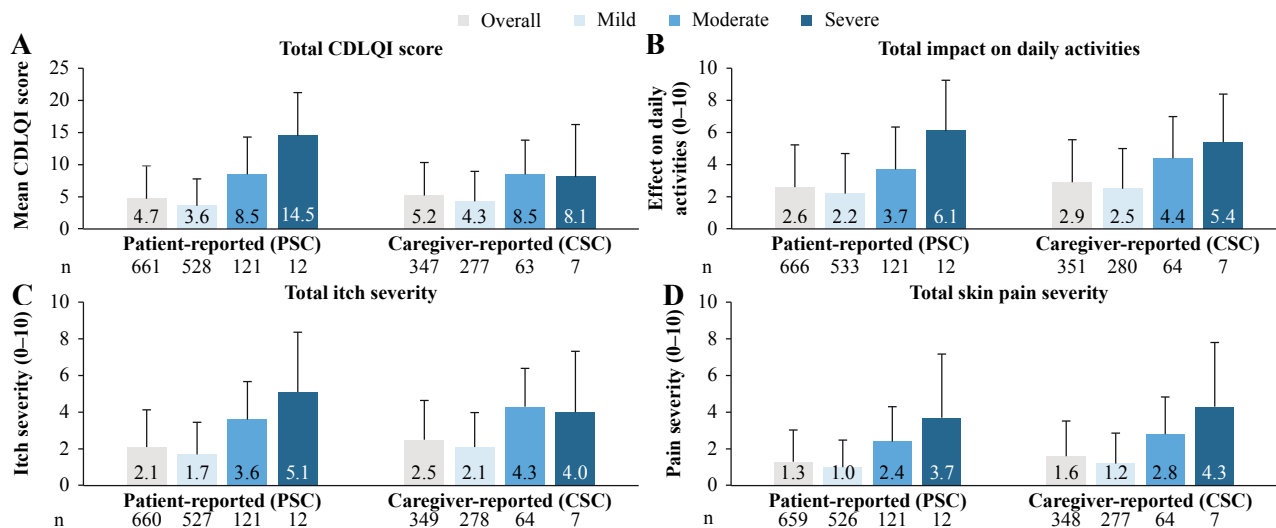 Overall Mild Moderate Severe
A Total CDLQI score
Mean CDLQI score
25
20
15
10
5
0
4.7 3.6 8.5 14.5 5.2 4.3 8.5 8.1
Patient-reported (PSC) Caregiver-reported (CSC)
n 661 528 121 12 347 277 63 7
B Total impact on daily activities
Effect on daily
activities (0–10)
10
8
6
4
2
0
2.6 2.2 3.7 6.1 2.9 2.5 4.4 5.4
Patient-reported (PSC) Caregiver-reported (CSC)
n 666 533 121 12 351 280 64 7
C Total itch severity
Itch severity (0–10)
10
8
6
4
2
0
2.1 1.7 3.6 5.1 2.5 2.1 4.3 4.0
Patient-reported (PSC) Caregiver-reported (CSC)
n 660 527 121 12 349 278 64 7
D Total skin pain severity
Pain severity (0–10)
10
8
6
4
2
0
1.3 1.0 2.4 3.7 1.6 1.2 2.8 4.3
Patient-reported (PSC) Caregiver-reported (CSC)
n 659 526 121 12 348 277 64 7